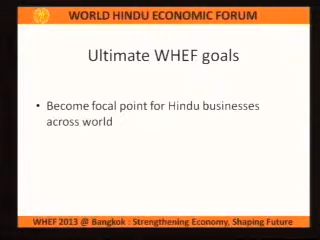 WORLD HINDU ECONOMIC FORUM
Ultimate WHEF goals
• Become focal point for Hindu businesses
across world
WHEF 2013 @ Bangkok : Strengthening Economy, Shaping Future